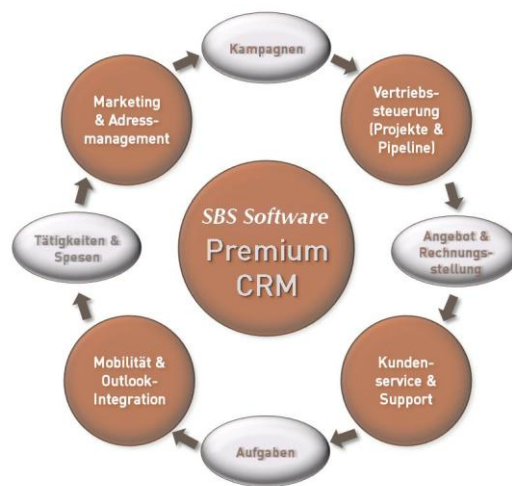 Kampagnen
Marketing
& Adress-
management
Vertriebs-
steuerung
(Projekte &
Pipeline)
SBS Software
Premium
CRM
Tätigkeiten &
Spesen
Angebot &
Rechnungs-
stellung
Mobilität &
Outlook-
Integration
Kunden-
service &
Support
Aufgaben